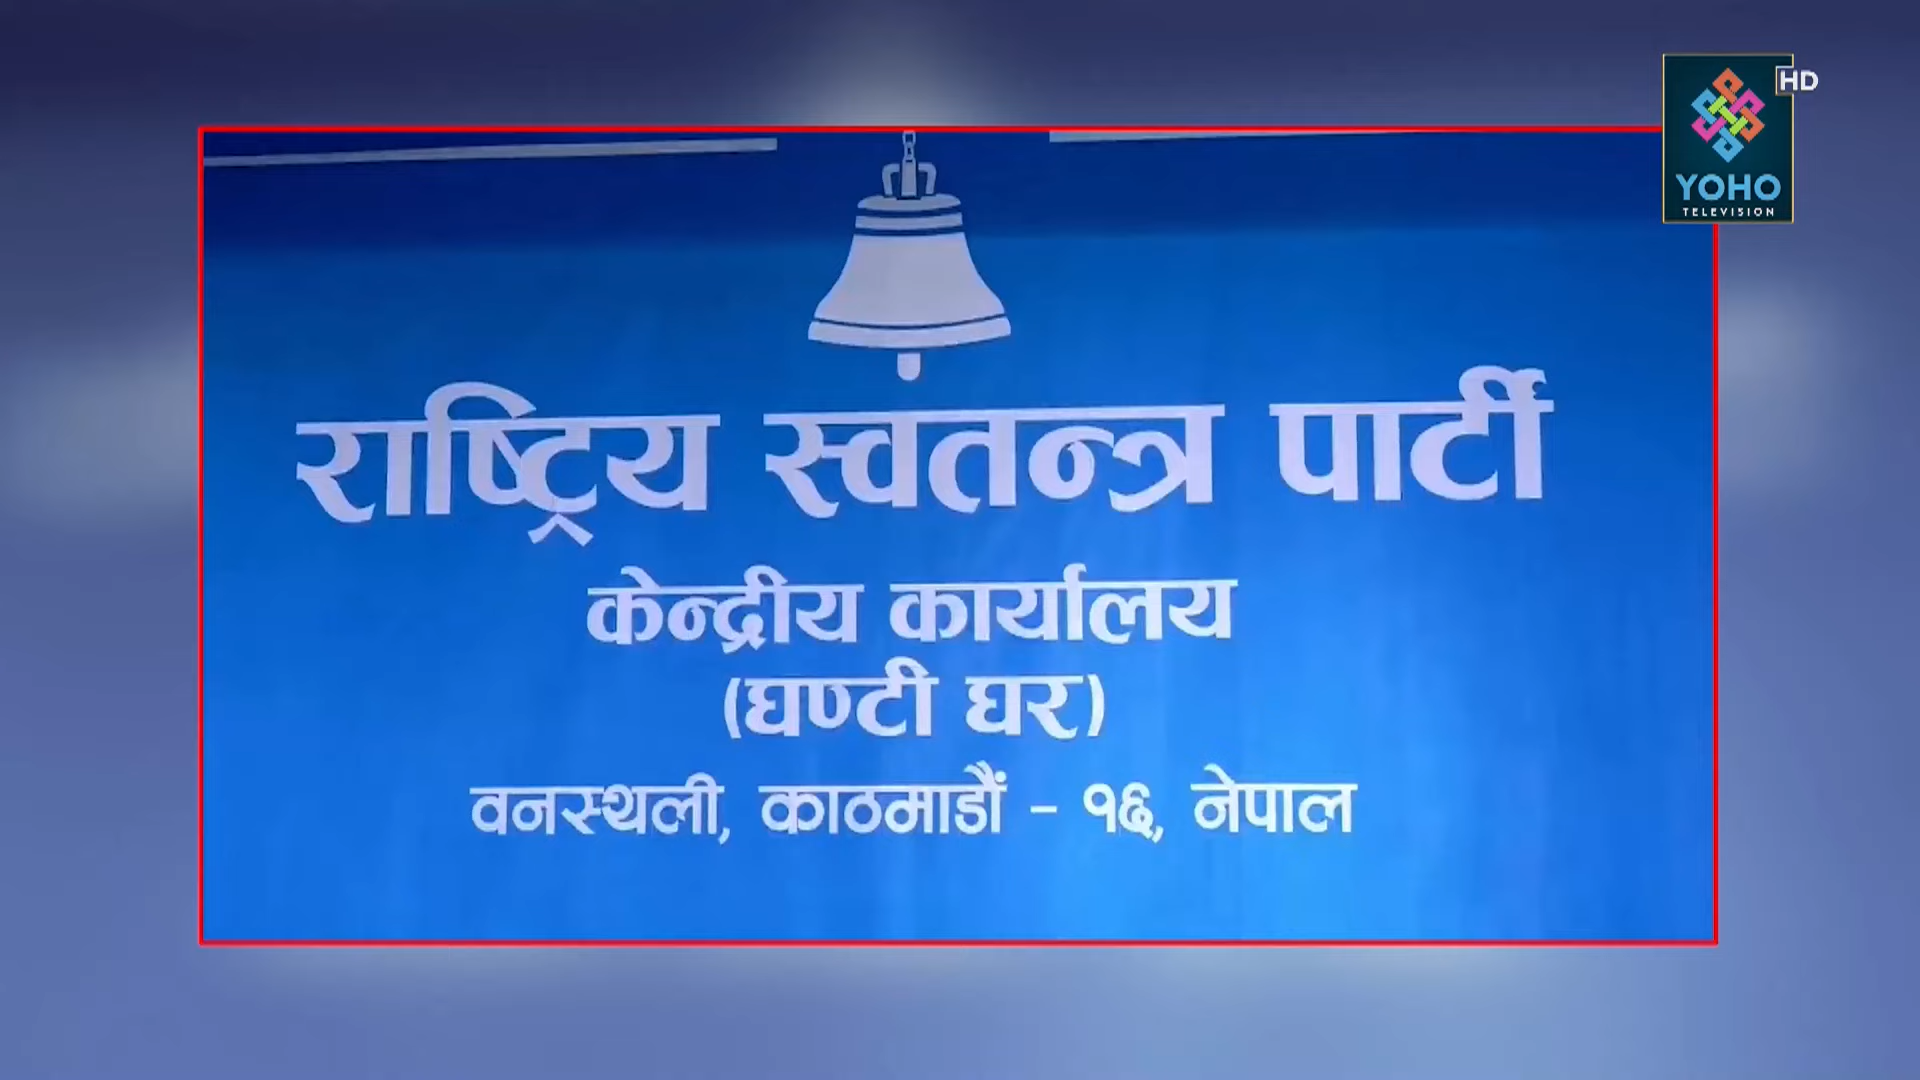 HD
YOHO
TELEVISION
राष्ट्रिय स्वतन्त्र पार्टी
केन्द्रीय कार्यालय
(घण्टी घर)
वनस्थली, काठमाडौं - १६, नेपाल